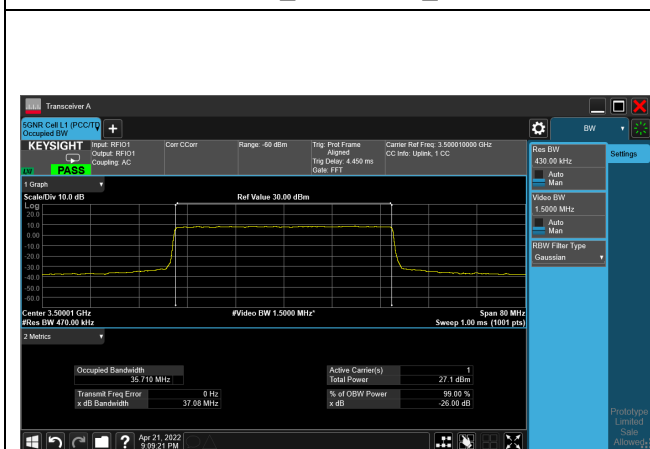 Transceiver A
5GNR Cell L1 (PCC/TD
Occupied BW
BW
KEYSIGHT
Input: RFIO1
Output: RFIO1
Coupling: AC
Corr CCorr
Range: -60 dBm
Trig: Prot Frame
Aligned
Trig Delay: 4.450 ms
Gate: FFT
Carrier Ref Freq: 3.500010000 GHz
CC Info: Uplink, 1 CC
PASS
Res BW
430.00 kHz
Auto
Man
Settings
Video BW
1.5000 MHz
Auto
Man
RBW Filter Type
Gaussian
1 Graph
Scale/Div 10.0 dB
Ref Value 30.00 dBm
Log
20.0
10.0
0.00
-10.0
-20.0
-30.0
-40.0
-50.0
-60.0
Center 3.50001 GHz
#Video BW 1.5000 MHz*
Span 80 MHz
#Res BW 470.00 kHz
Sweep 1.00 ms (1001 pts)
2 Metrics
Occupied Bandwidth
35.710 MHz
Active Carrier(s) 1
Total Power 27.1 dBm
Transmit Freq Error 0 Hz
x dB Bandwidth 37.08 MHz
% of OBW Power 99.00 %
x dB -26.00 dB
Apr 21, 2022
9:09:21 PM
Prototype
Limited
Sale
Allowed